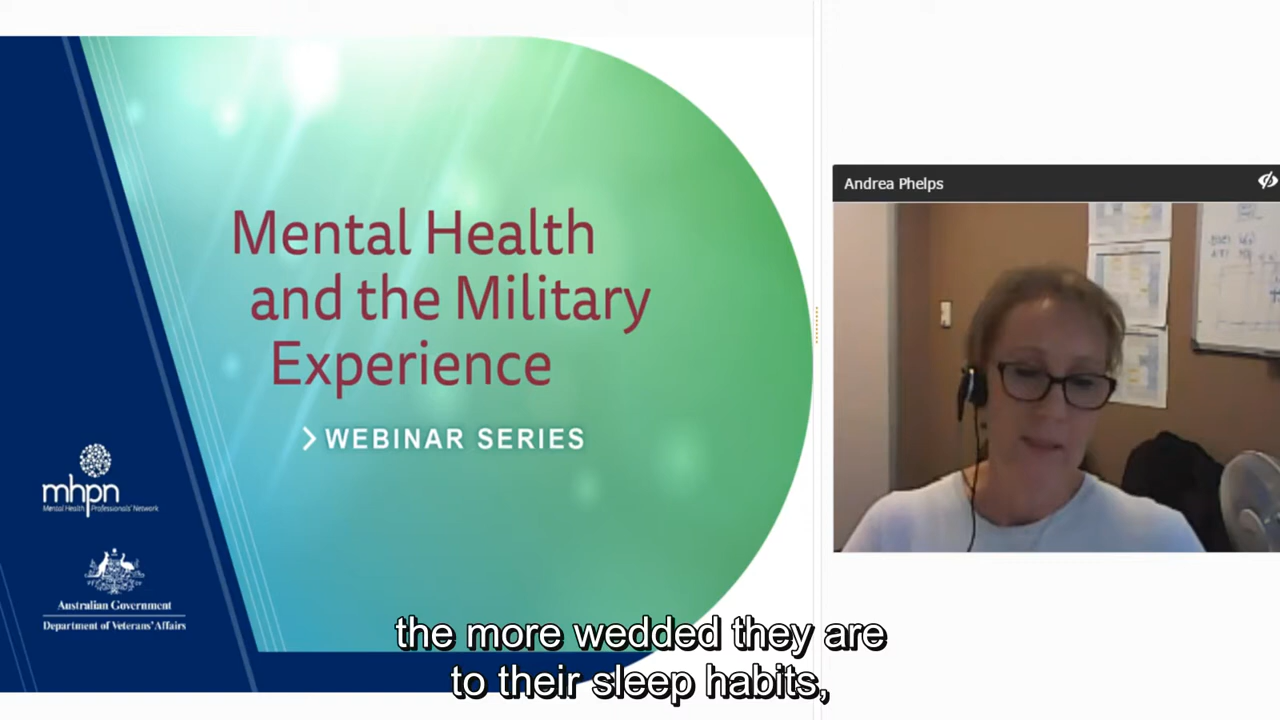 Mental Health
and the Military
Experience
WEBINAR SERIES
mhpn
Mental Health Professionals' Network
Australian Government
Department of Veterans' Affairs
Andrea Phelps
the more wedded they are
to their sleep habits,